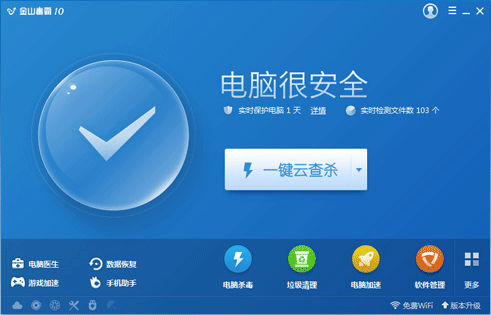 金山毒霸 10
电脑很安全
实时保护电脑 1 天 详情 实时检测文件数 103 个
一键云查杀
电脑医生 数据恢复
游戏加速 手机助手
电脑杀毒 垃圾清理 电脑加速 软件管理 更多
免费WiFi 版本升级